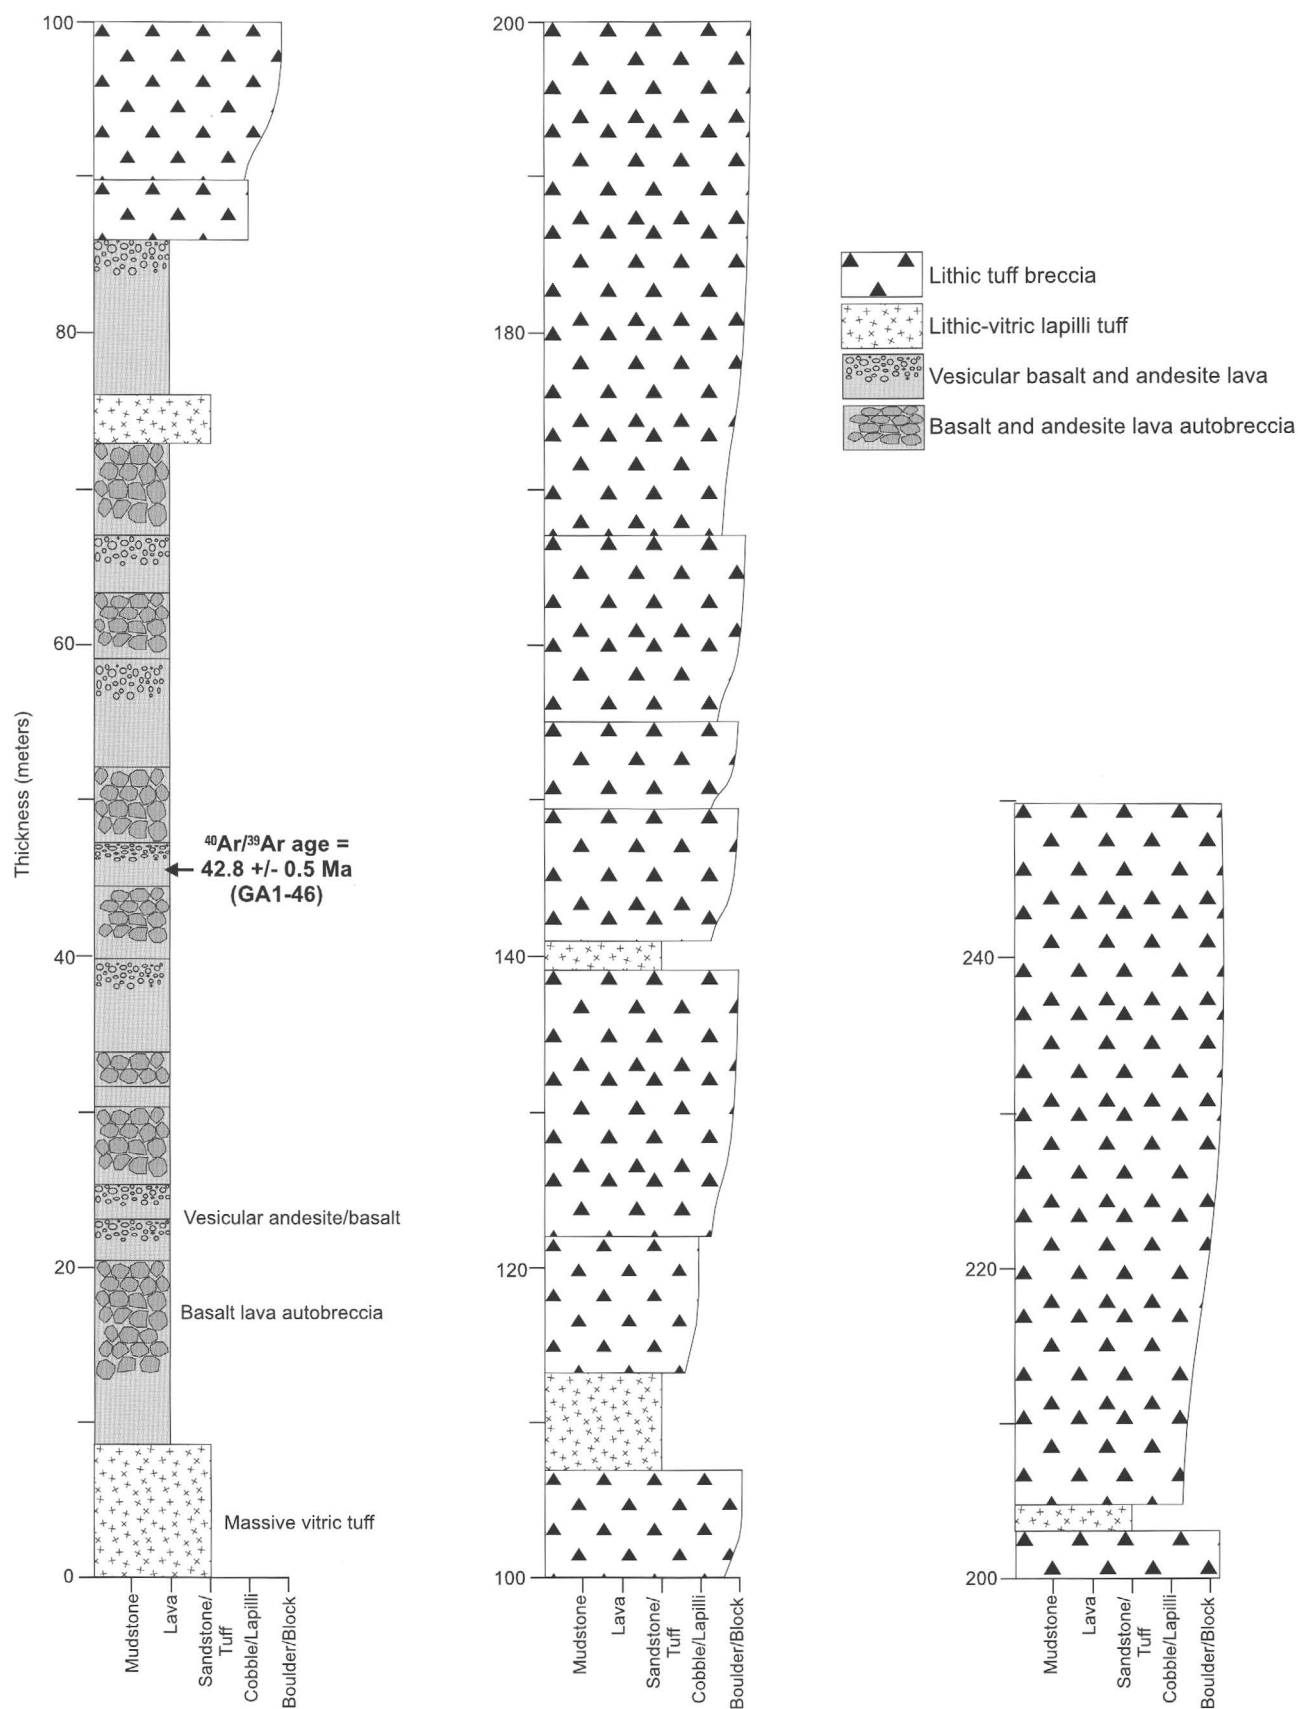 Thickness (meters)
100
80
60
40
20
0
⁴⁰Ar/³⁹Ar age =
42.8 +/- 0.5 Ma
(GA1-46)
Vesicular andesite/basalt
Basalt lava autobreccia
Massive vitric tuff
Mudstone
Lava
Sandstone/
Tuff
Cobble/Lapilli
Boulder/Block
200
180
140
120
100
Mudstone
Lava
Sandstone/
Tuff
Cobble/Lapilli
Boulder/Block
Lithic tuff breccia
Lithic-vitric lapilli tuff
Vesicular basalt and andesite lava
Basalt and andesite lava autobreccia
240
220
200
Mudstone
Lava
Sandstone/
Tuff
Cobble/Lapilli
Boulder/Block